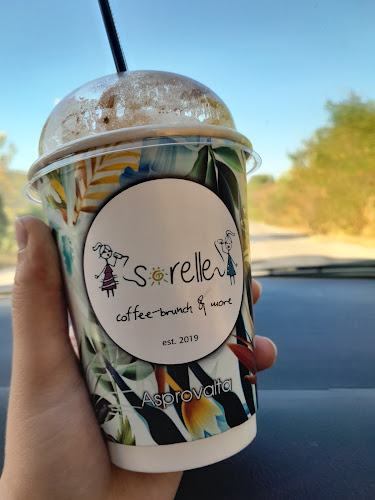 sorelle
coffee-brunch & more
est. 2019
Asprovalta